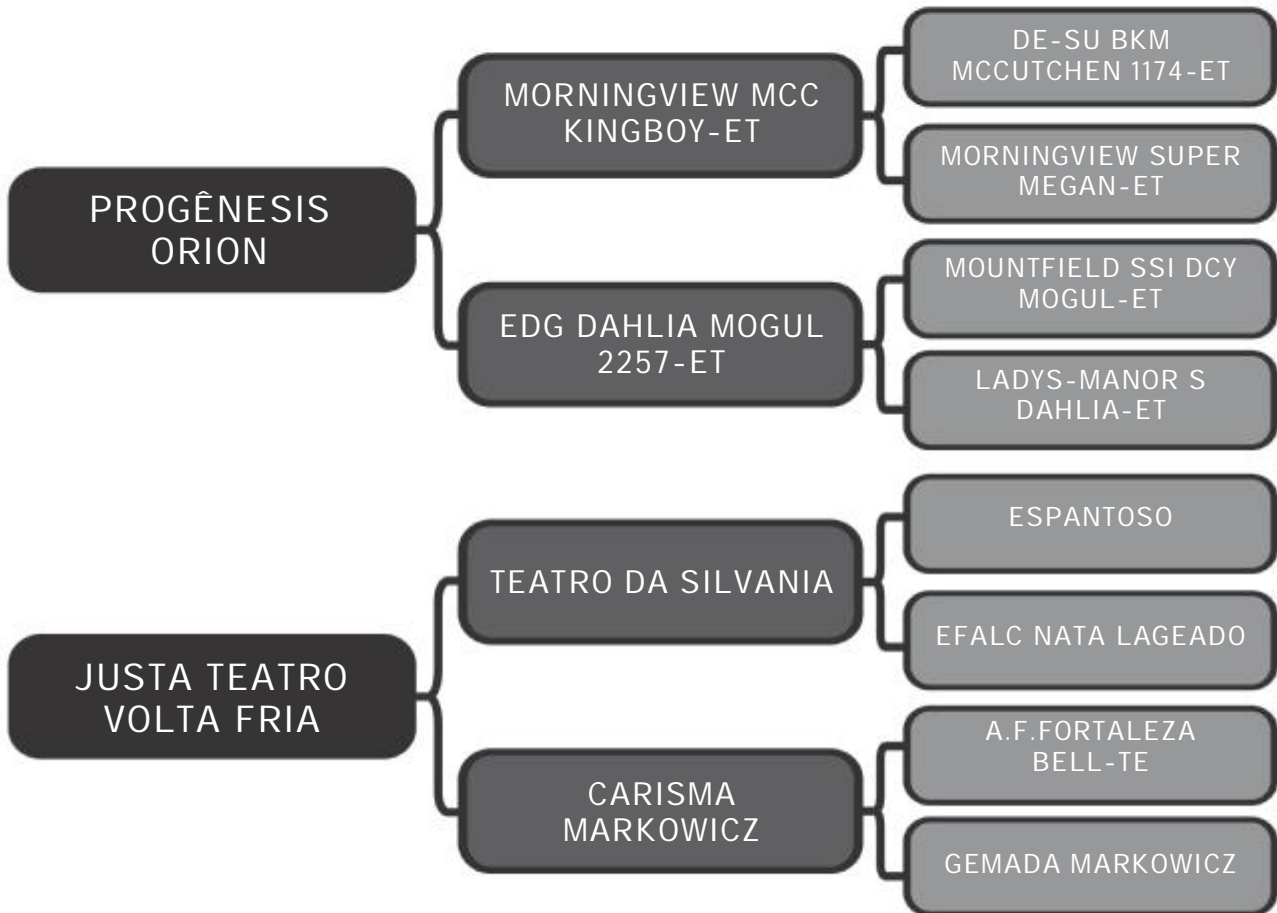 PROGÊNESIS
ORION
MORNINGVIEW MCC
KINGBOY-ET
DE-SU BKM
MCCUTCHEN 1174-ET
MORNINGVIEW SUPER
MEGAN-ET
EDG DAHLIA MOGUL
2257-ET
MOUNTFIELD SSI DCY
MOGUL-ET
LADYS-MANOR S
DAHLIA-ET
JUSTA TEATRO
VOLTA FRIA
TEATRO DA SILVANIA
ESPANTOSO
EFALC NATA LAGEADO
CARISMA
MARKOWICZ
A.F.FORTALEZA
BELL-TE
GEMADA MARKOWICZ